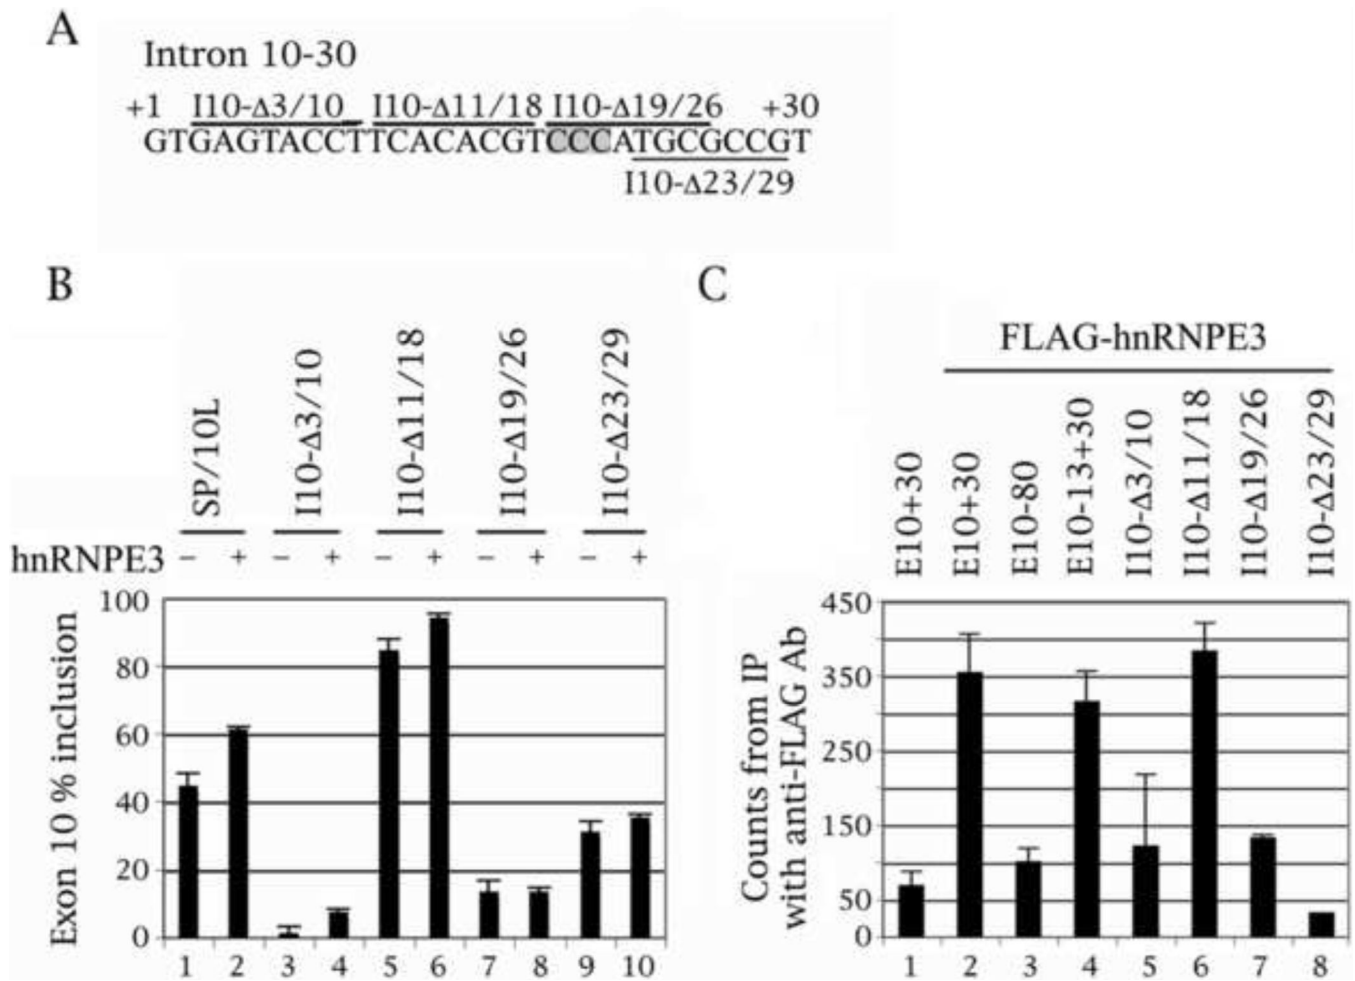 A
Intron 10-30
+1 I10-Δ3/10 I10-Δ11/18 I10-Δ19/26 +30
GTGAGTACCTTCACACGTCCCATGCGCCGT
I10-Δ23/29
B
SP/10L
I10-Δ3/10
I10-Δ11/18
I10-Δ19/26
I10-Δ23/29
hnRNPE3 − + − + − + − + − +
Exon 10 % inclusion
100
80
60
40
20
0
1 2 3 4 5 6 7 8 9 10
C
FLAG-hnRNPE3
E10+30
E10+30
E10-80
E10-13+30
I10-Δ3/10
I10-Δ11/18
I10-Δ19/26
I10-Δ23/29
Counts from IP
with anti-FLAG Ab
450
350
250
150
50
0
1 2 3 4 5 6 7 8